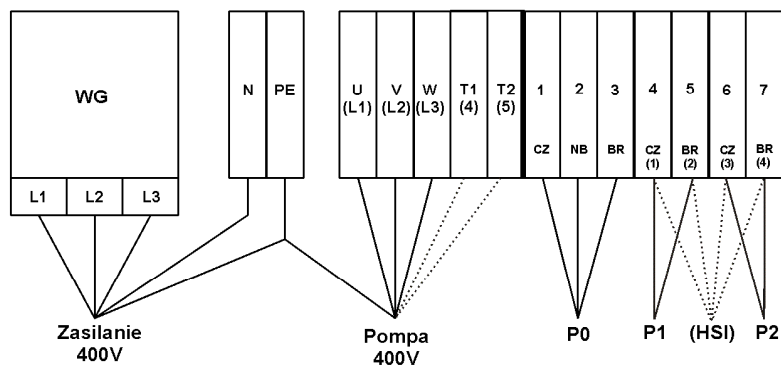 WG
L1 L2 L3
N PE
U V W T1 T2
(L1) (L2) (L3) (4) (5)
1 2 3 4 5 6 7
CZ NB BR CZ BR CZ BR
(1) (2) (3) (4)
Zasilanie
400V
Pompa
400V
P0 P1 (HSI) P2